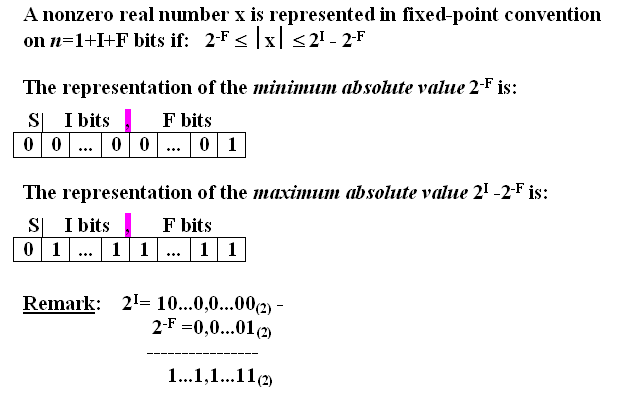 A nonzero real number x is represented in fixed-point convention
on n=1+I+F bits if: 2⁻ᶠ ≤ |x| ≤ 2ᴵ - 2⁻ᶠ
The representation of the minimum absolute value 2⁻ᶠ is:
S| I bits , F bits
0 0 ... 0 0 ... 0 1
The representation of the maximum absolute value 2ᴵ -2⁻ᶠ is:
S| I bits , F bits
0 1 ... 1 1 ... 1 1
Remark: 2ᴵ= 10...0,0...00₍₂₎ -
2⁻ᶠ =0,0...01₍₂₎
-----------------
1...1,1...11₍₂₎